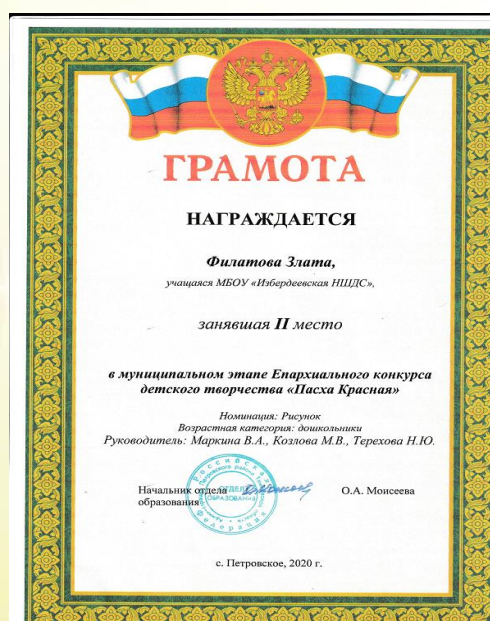 ГРАМОТА
НАГРАЖДАЕТСЯ
Филатова Злата,
учащаяся МБОУ «Избердеевская НШДС»,
занявшая II место
в муниципальном этапе Епархиального конкурса
детского творчества «Пасха Красная»
Номинация: Рисунок
Возрастная категория: дошкольники
Руководитель: Маркина В.А., Козлова М.В., Терехова Н.Ю.
Начальник отдела О.А. Моисеева
образования
с. Петровское, 2020 г.